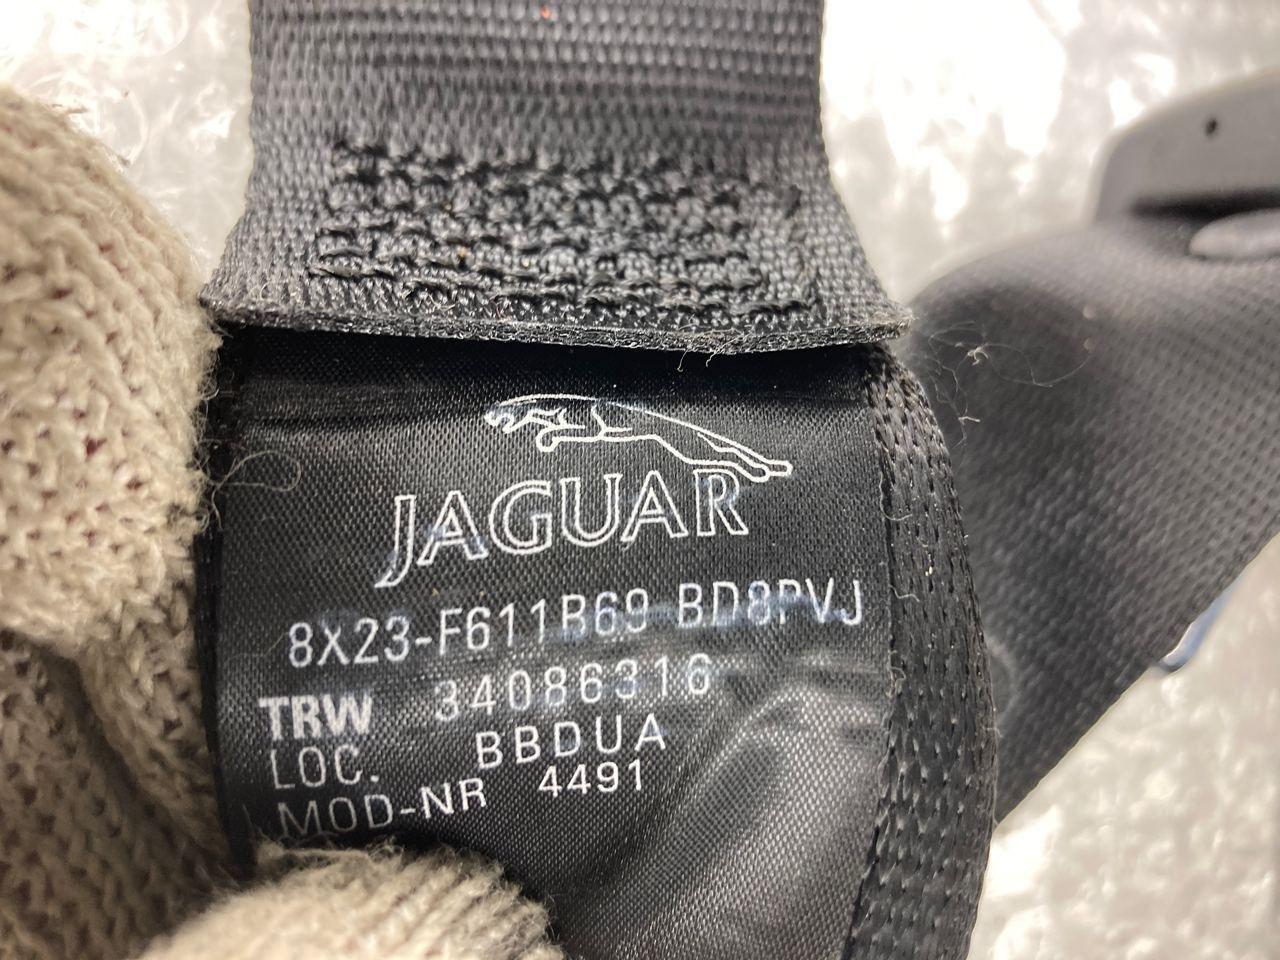 JAGUAR
8X23-F611B69 BD8PVJ
TRW 34086316
LOC. BBDUA
MOD-NR 4491